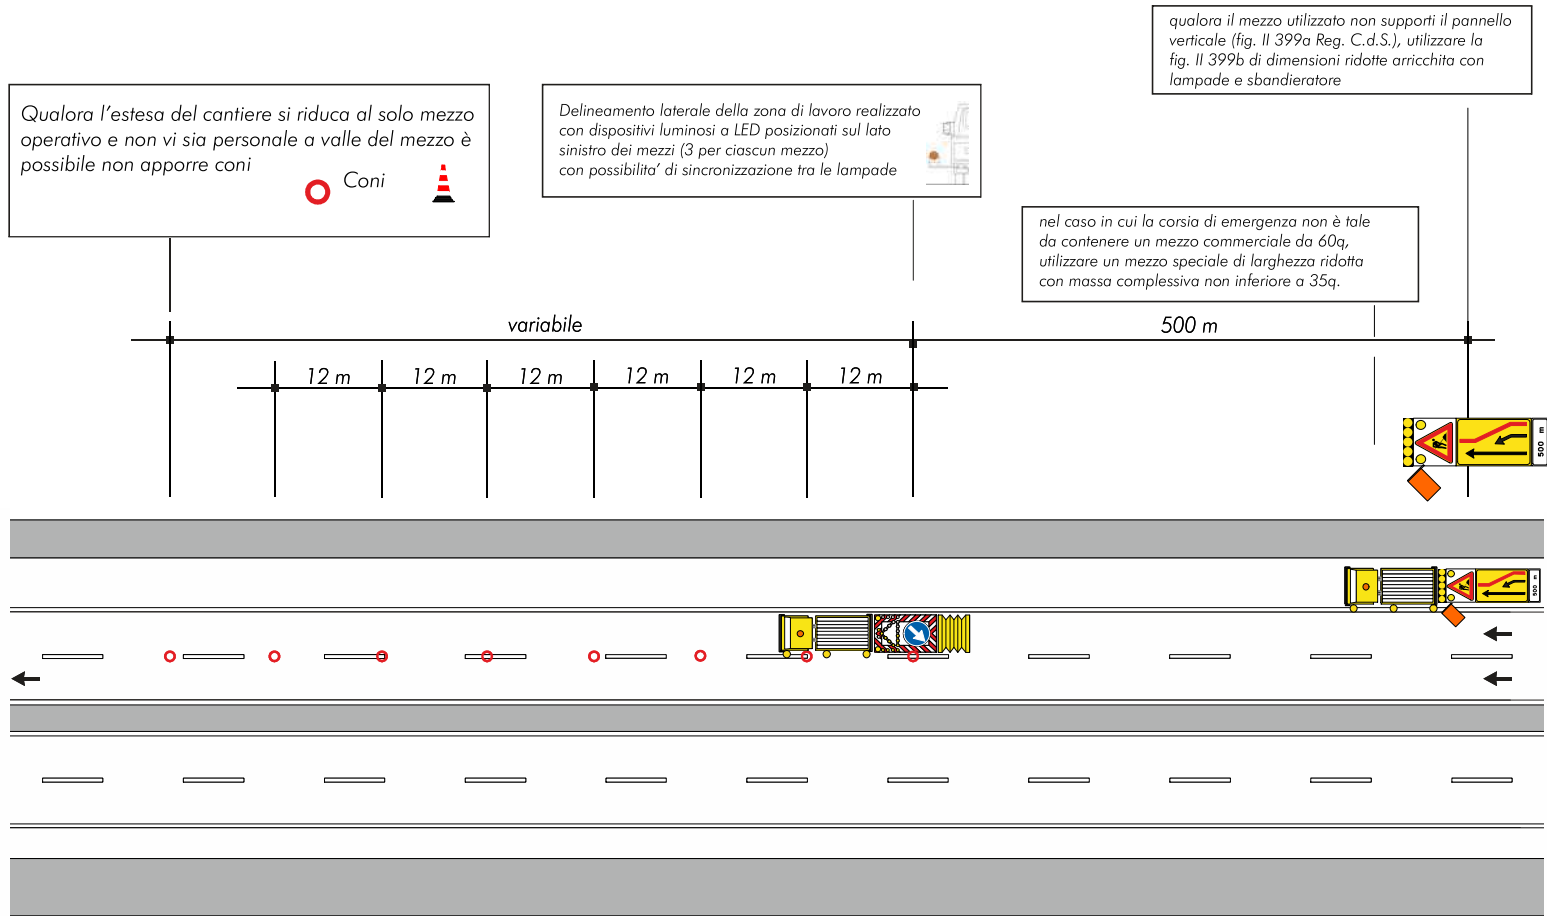 qualora il mezzo utilizzato non supporti il pannello
verticale (fig. II 399a Reg. C.d.S.), utilizzare la
fig. II 399b di dimensioni ridotte arricchita con
lampade e sbandieratore
Qualora l'estesa del cantiere si riduca al solo mezzo
operativo e non vi sia personale a valle del mezzo è
possibile non apporre coni
Coni
Delineamento laterale della zona di lavoro realizzato
con dispositivi luminosi a LED posizionati sul lato
sinistro dei mezzi (3 per ciascun mezzo)
con possibilita' di sincronizzazione tra le lampade
nel caso in cui la corsia di emergenza non è tale
da contenere un mezzo commerciale da 60q,
utilizzare un mezzo speciale di larghezza ridotta
con massa complessiva non inferiore a 35q.
variabile
500 m
12 m
12 m
12 m
12 m
12 m
12 m
500 m
500 m